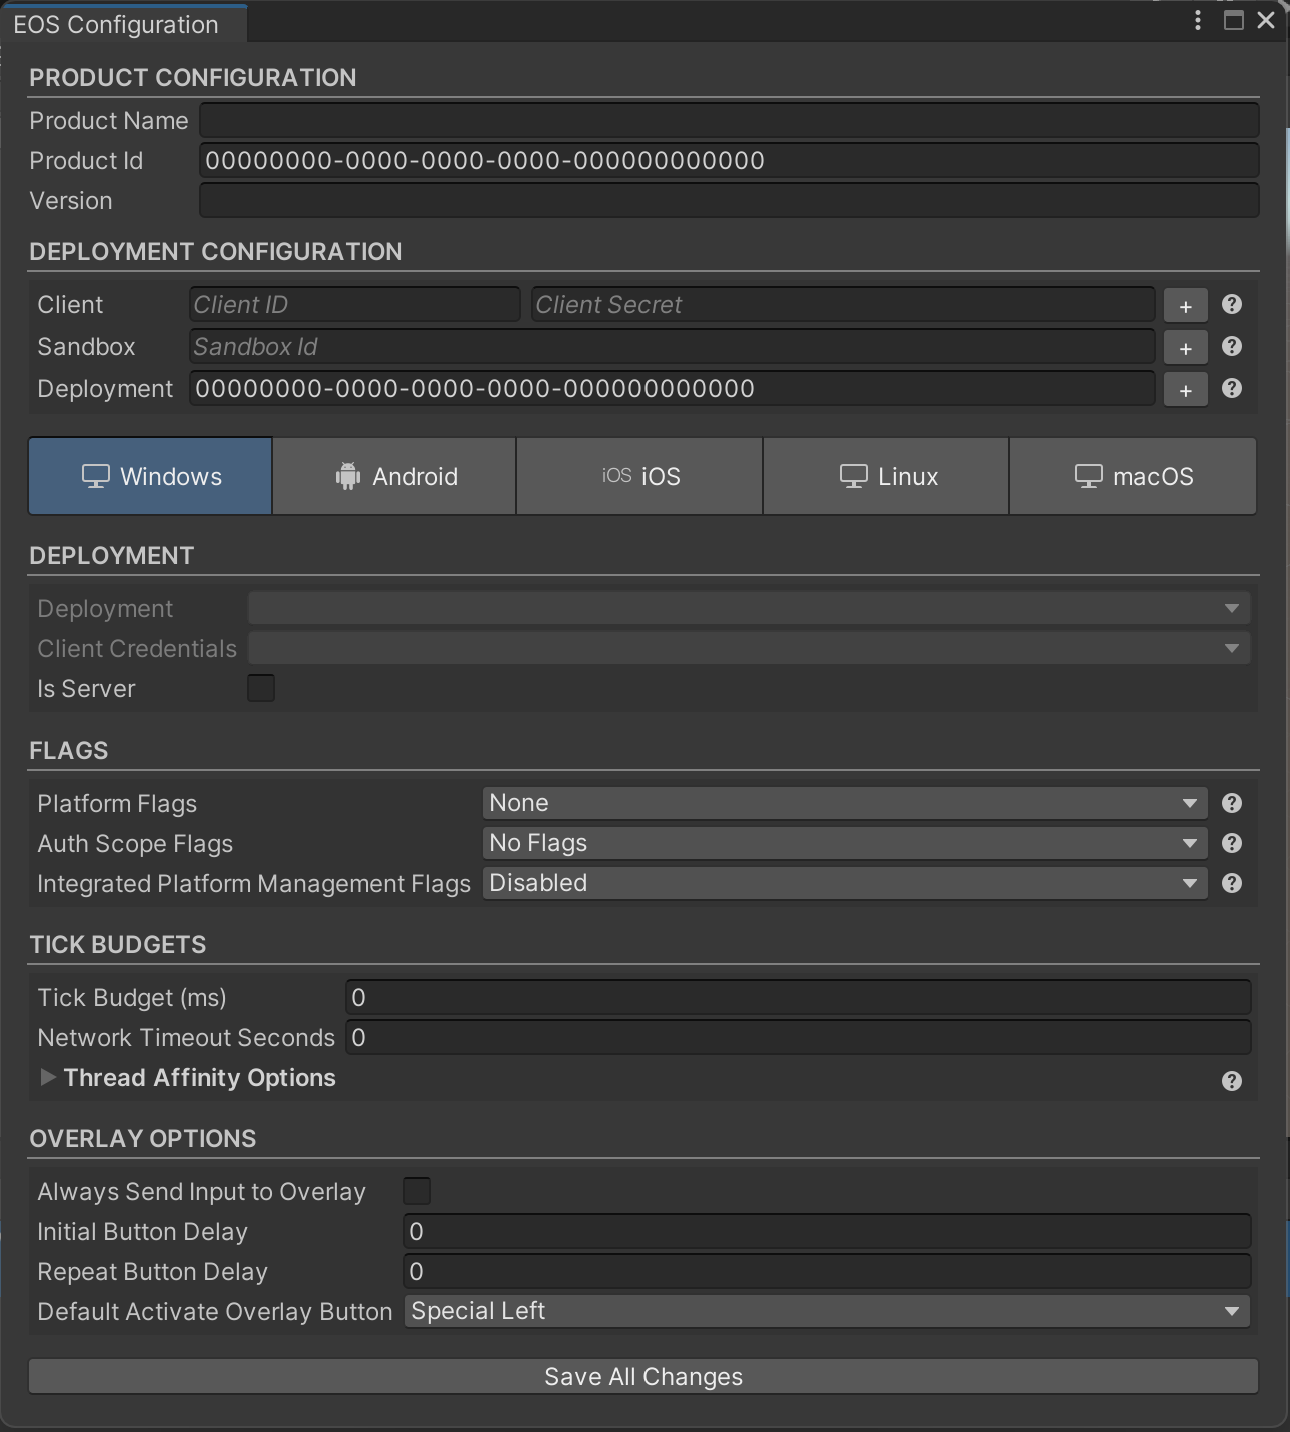 EOS Configuration
PRODUCT CONFIGURATION
Product Name
Product Id 00000000-0000-0000-0000-000000000000
Version
DEPLOYMENT CONFIGURATION
Client Client ID Client Secret +
Sandbox Sandbox Id +
Deployment 00000000-0000-0000-0000-000000000000 +
Windows Android iOS iOS Linux macOS
DEPLOYMENT
Deployment
Client Credentials
Is Server
FLAGS
Platform Flags None
Auth Scope Flags No Flags
Integrated Platform Management Flags Disabled
TICK BUDGETS
Tick Budget (ms) 0
Network Timeout Seconds 0
Thread Affinity Options
OVERLAY OPTIONS
Always Send Input to Overlay
Initial Button Delay 0
Repeat Button Delay 0
Default Activate Overlay Button Special Left
Save All Changes